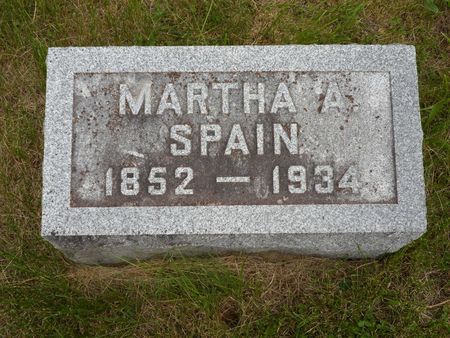 MARTHA A.
SPAIN
1852 — 1934